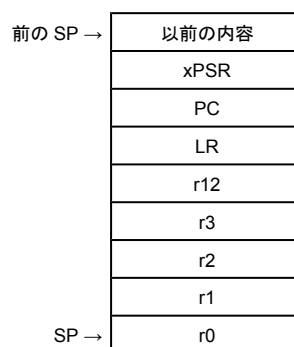 前の SP → 以前の内容
xPSR
PC
LR
r12
r3
r2
r1
SP → r0